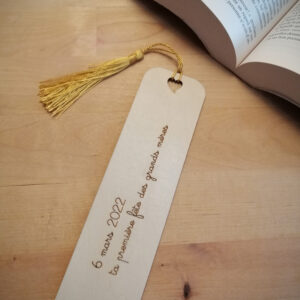 6 mars 2022
ta première fête des grands mères